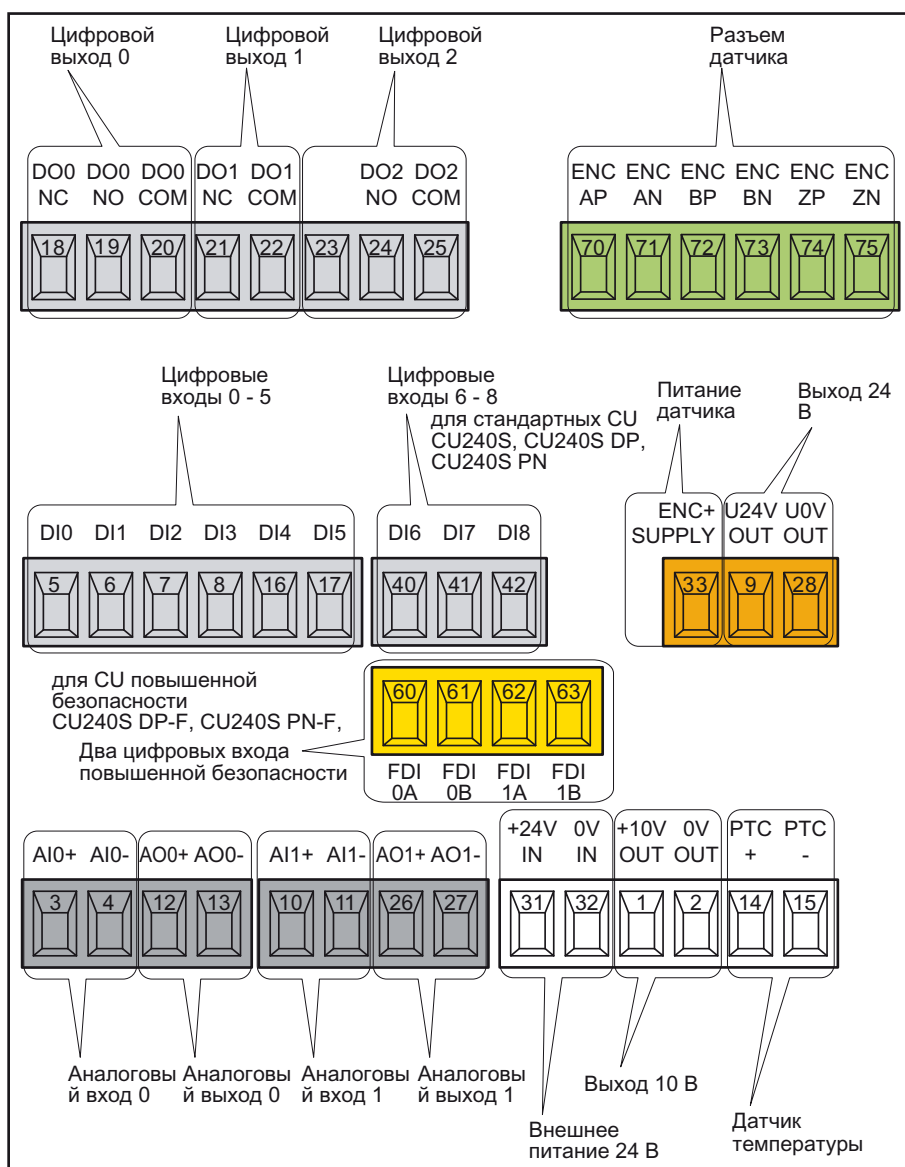 Цифровой
выход 0
Цифровой
выход 1
Цифровой
выход 2
Разъем
датчика
DO0 DO0 DO0 DO1 DO1 DO2 DO2
NC NO COM NC COM NO COM
ENC ENC ENC ENC ENC ENC
AP AN BP BN ZP ZN
18 19 20 21 22 23 24 25
70 71 72 73 74 75
Цифровые
входы 0 - 5
Цифровые
входы 6 - 8
для стандартных CU
CU240S, CU240S DP,
CU240S PN
Питание
датчика
Выход 24
В
DI0 DI1 DI2 DI3 DI4 DI5
DI6 DI7 DI8
ENC+ U24V U0V
SUPPLY OUT OUT
5 6 7 8 16 17
40 41 42
33 9 28
для CU повышенной
безопасности
CU240S DP-F, CU240S PN-F,
Два цифровых входа
повышенной безопасности
60 61 62 63
FDI FDI FDI FDI
0A 0B 1A 1B
AI0+ AI0- AO0+ AO0- AI1+ AI1- AO1+ AO1-
+24V 0V +10V 0V PTC PTC
IN IN OUT OUT + -
3 4 12 13 10 11 26 27
31 32 1 2 14 15
Аналоговы
й вход 0
Аналоговы
й выход 0
Аналоговы
й вход 1
Аналоговы
й выход 1
Внешнее
питание 24 В
Выход 10 В
Датчик
температуры